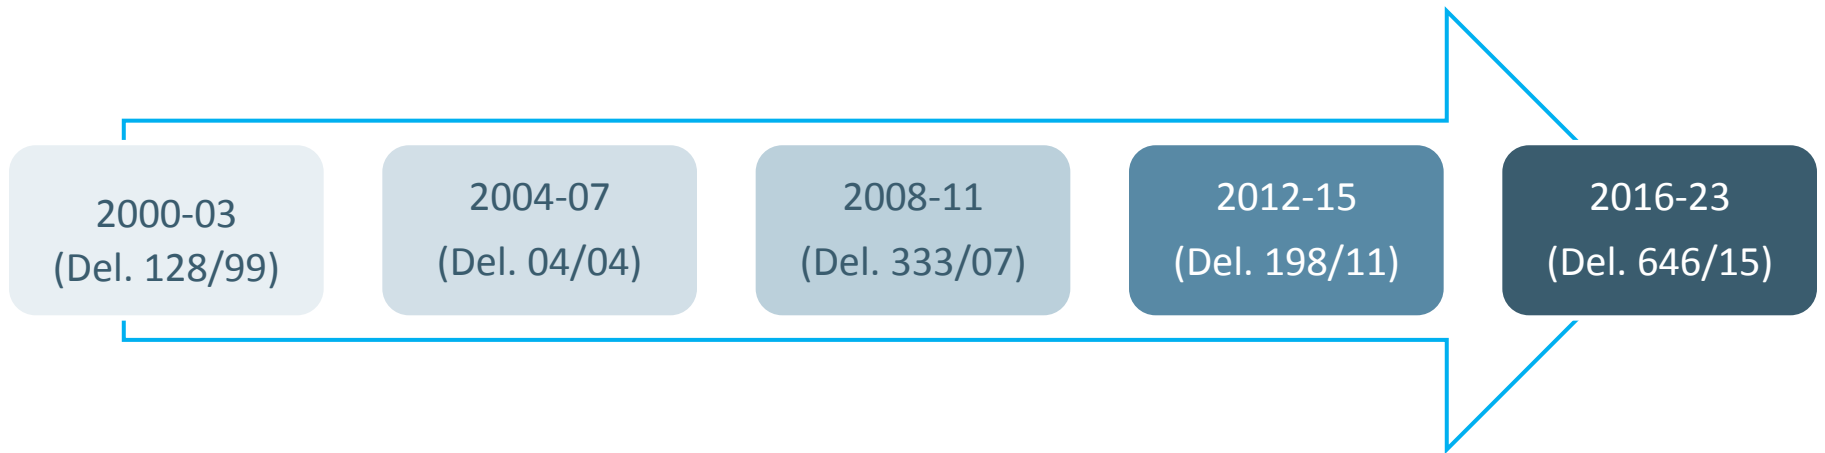 2000-03
(Del. 128/99)
2004-07
(Del. 04/04)
2008-11
(Del. 333/07)
2012-15
(Del. 198/11)
2016-23
(Del. 646/15)